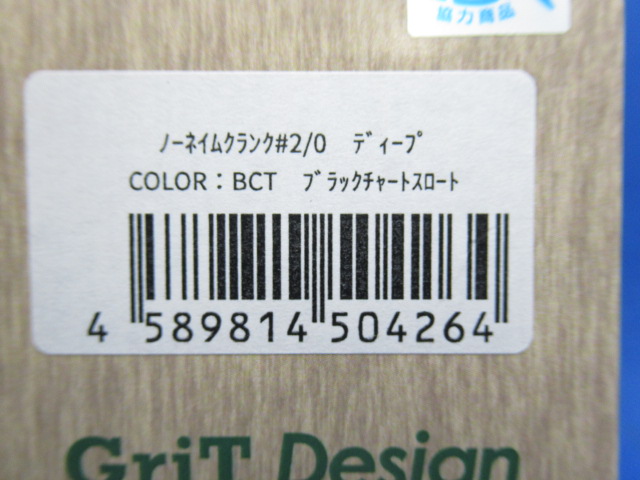 協力商品
ﾉｰﾈｲﾑｸﾗﾝｸ#2/0　ﾃﾞｨｰﾌﾟ
COLOR：BCT　ﾌﾞﾗｯｸﾁｬｰﾄｽﾛｰﾄ
4 589814 504264
GriT Design